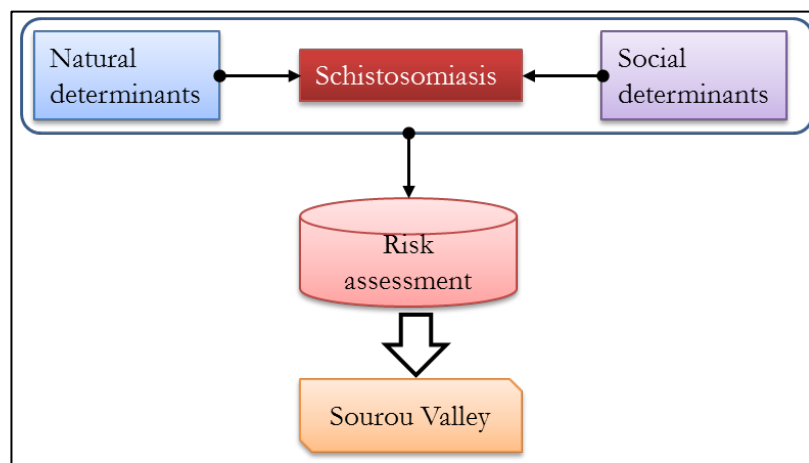 Natural
determinants
Schistosomiasis
Social
determinants
Risk
assessment
Sourou Valley